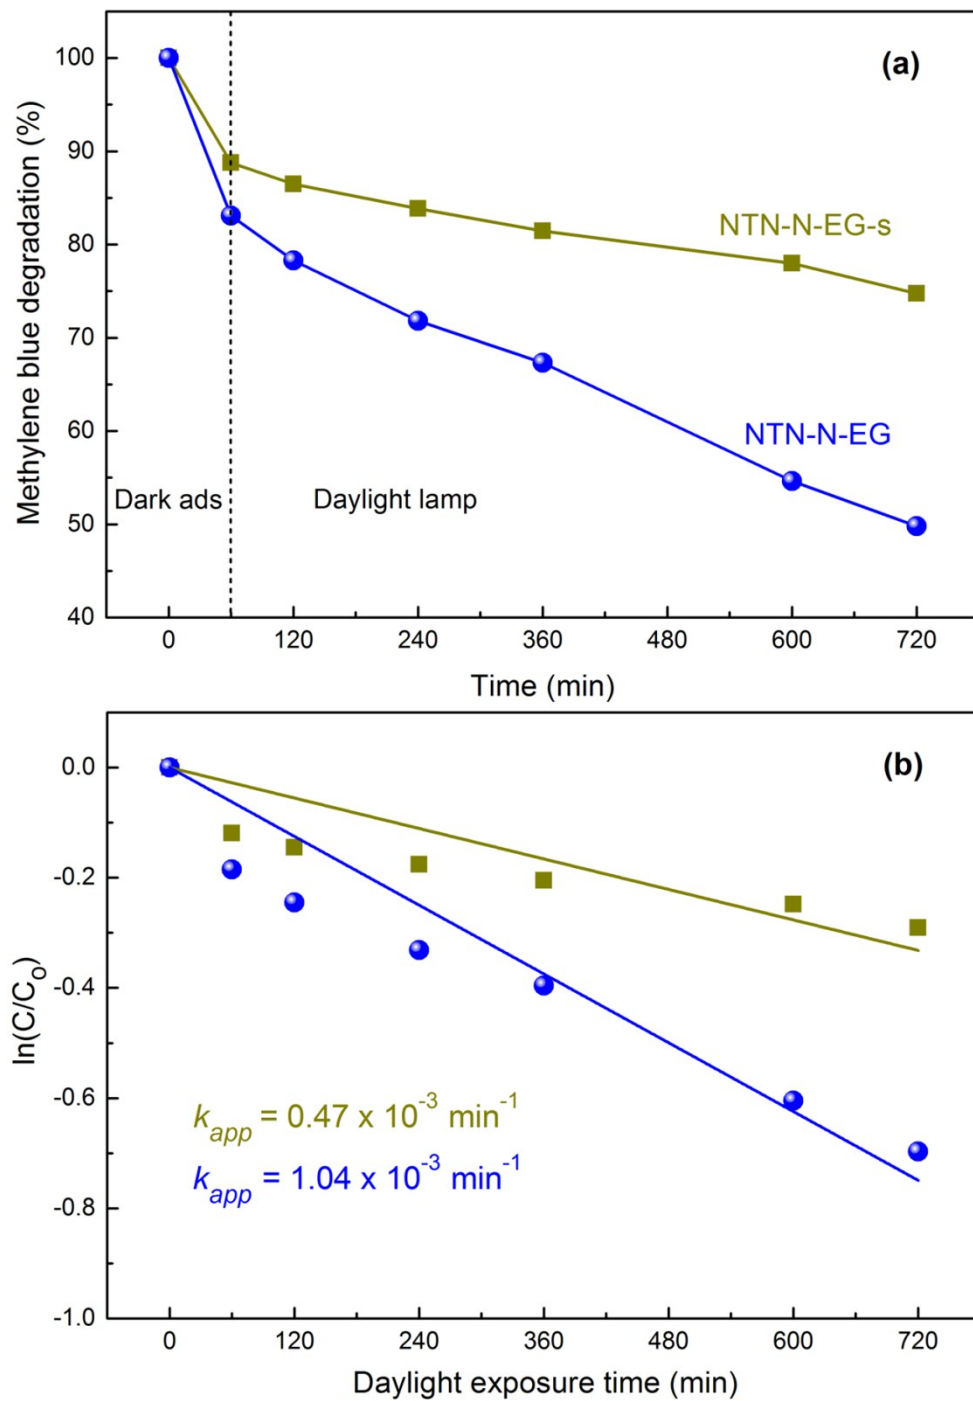 (a)
Methylene blue degradation (%)
100
90
80
70
60
50
40
NTN-N-EG-s
NTN-N-EG
Dark ads
Daylight lamp
0 120 240 360 480 600 720
Time (min)
(b)
ln(C/C₀)
0.0
-0.2
-0.4
-0.6
-0.8
-1.0
k_app = 0.47 x 10⁻³ min⁻¹
k_app = 1.04 x 10⁻³ min⁻¹
0 120 240 360 480 600 720
Daylight exposure time (min)